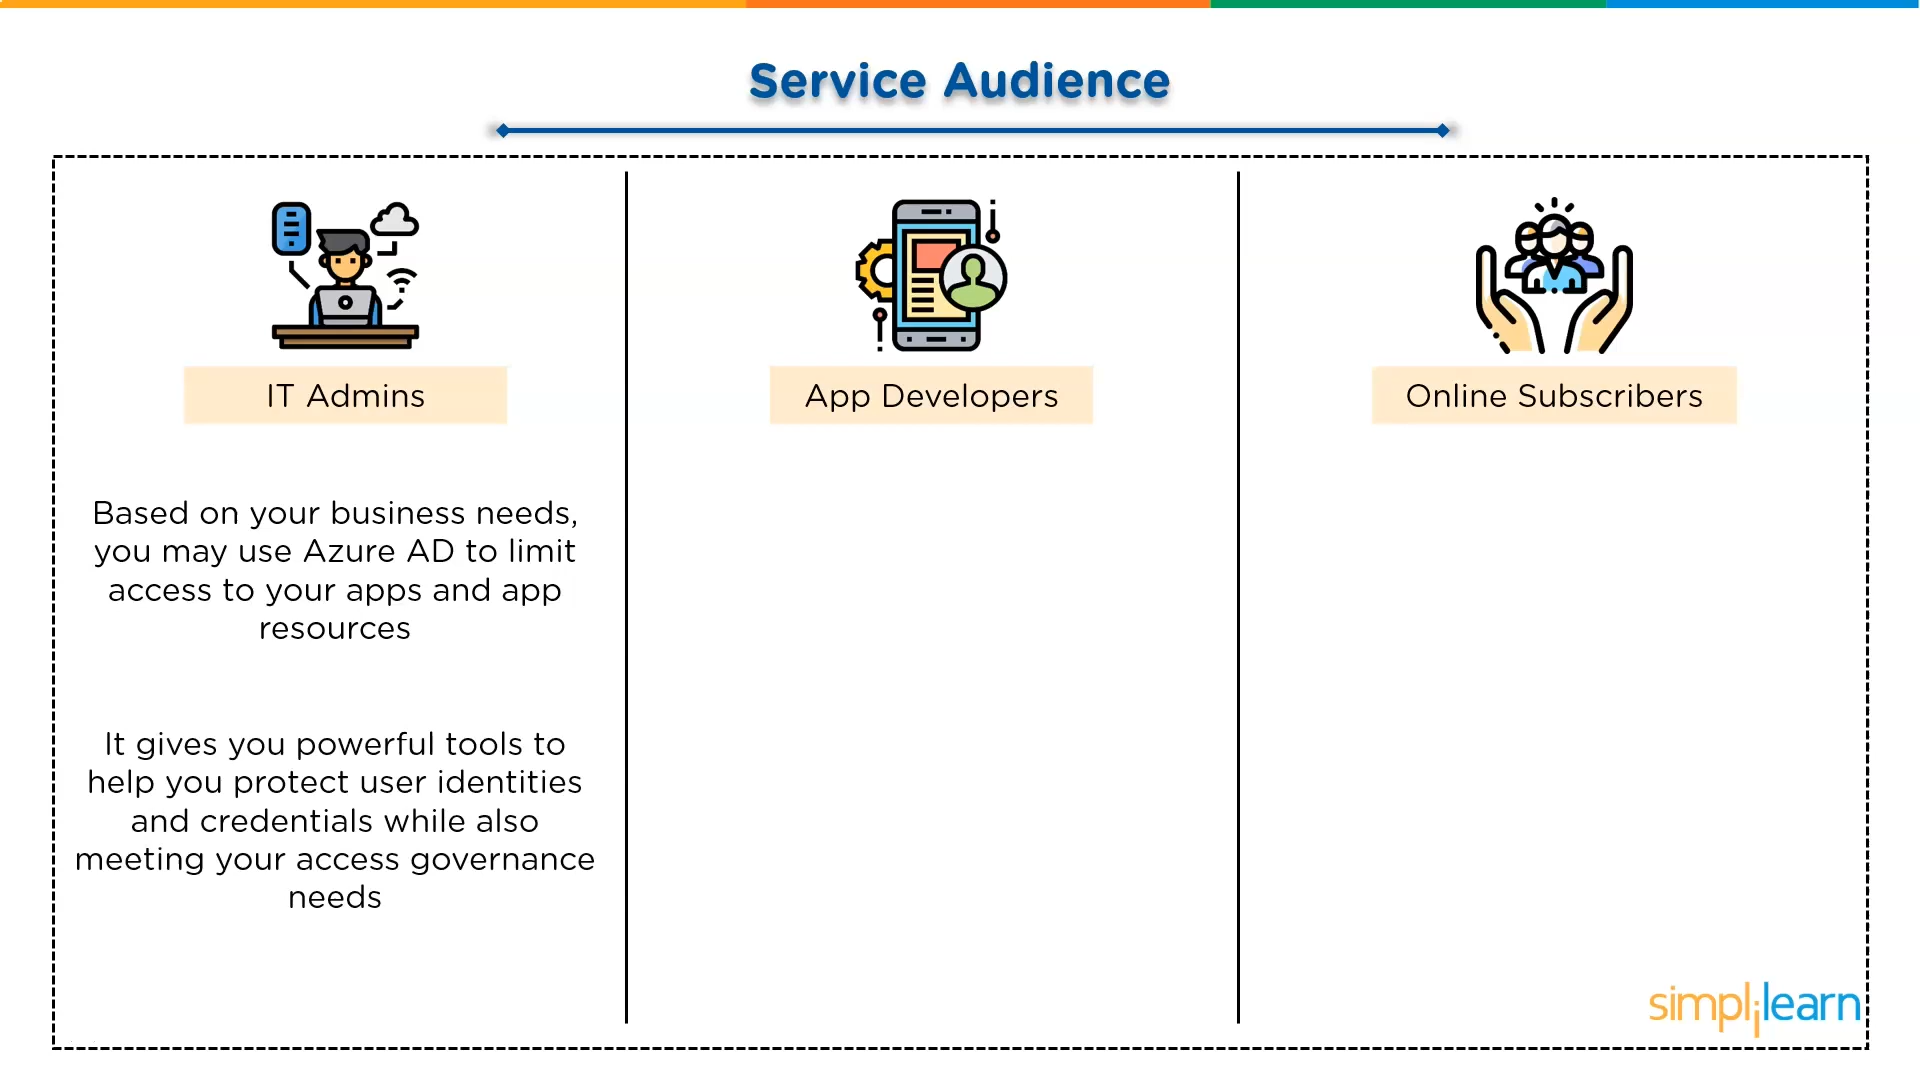 Service Audience
IT Admins
App Developers
Online Subscribers
Based on your business needs,
you may use Azure AD to limit
access to your apps and app
resources
It gives you powerful tools to
help you protect user identities
and credentials while also
meeting your access governance
needs
simplilearn